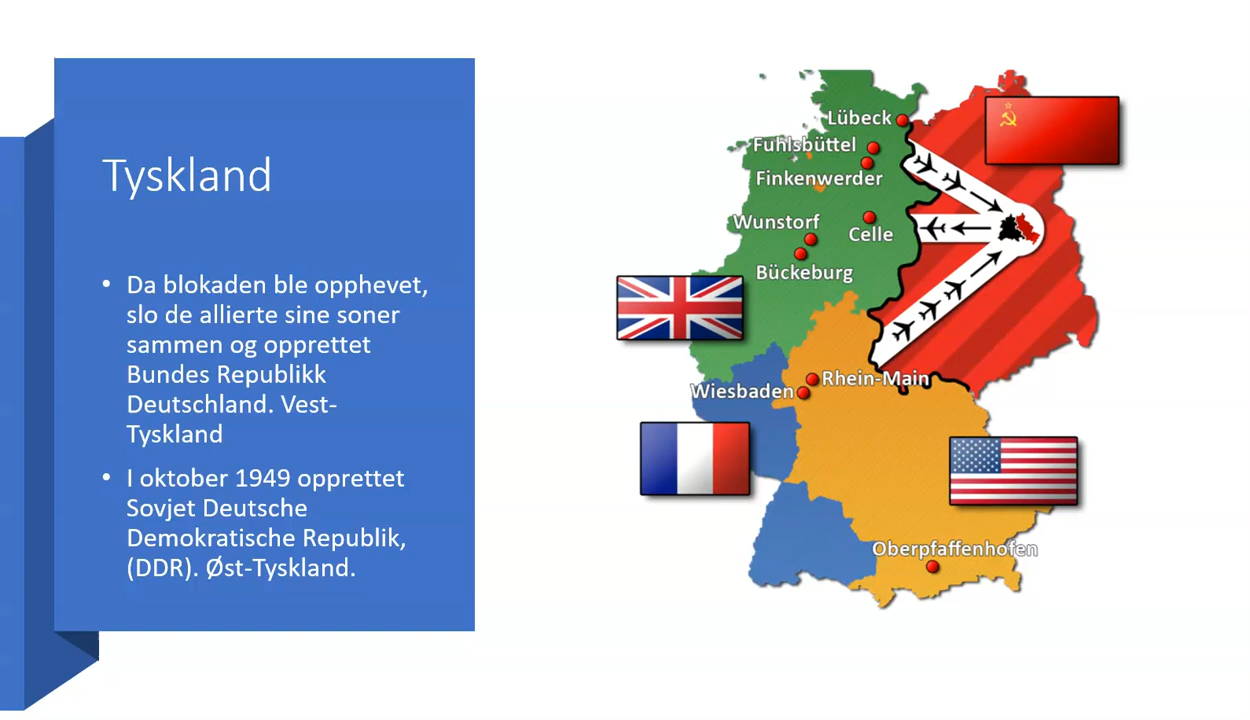 Tyskland
• Da blokaden ble opphevet,
slo de allierte sine soner
sammen og opprettet
Bundes Republikk
Deutschland. Vest-
Tyskland
• I oktober 1949 opprettet
Sovjet Deutsche
Demokratische Republik,
(DDR). Øst-Tyskland.
Lübeck
Fuhlsbüttel
Finkenwerder
Wunstorf
Celle
Bückeburg
Rhein-Main
Wiesbaden
Oberpfaffenhofen